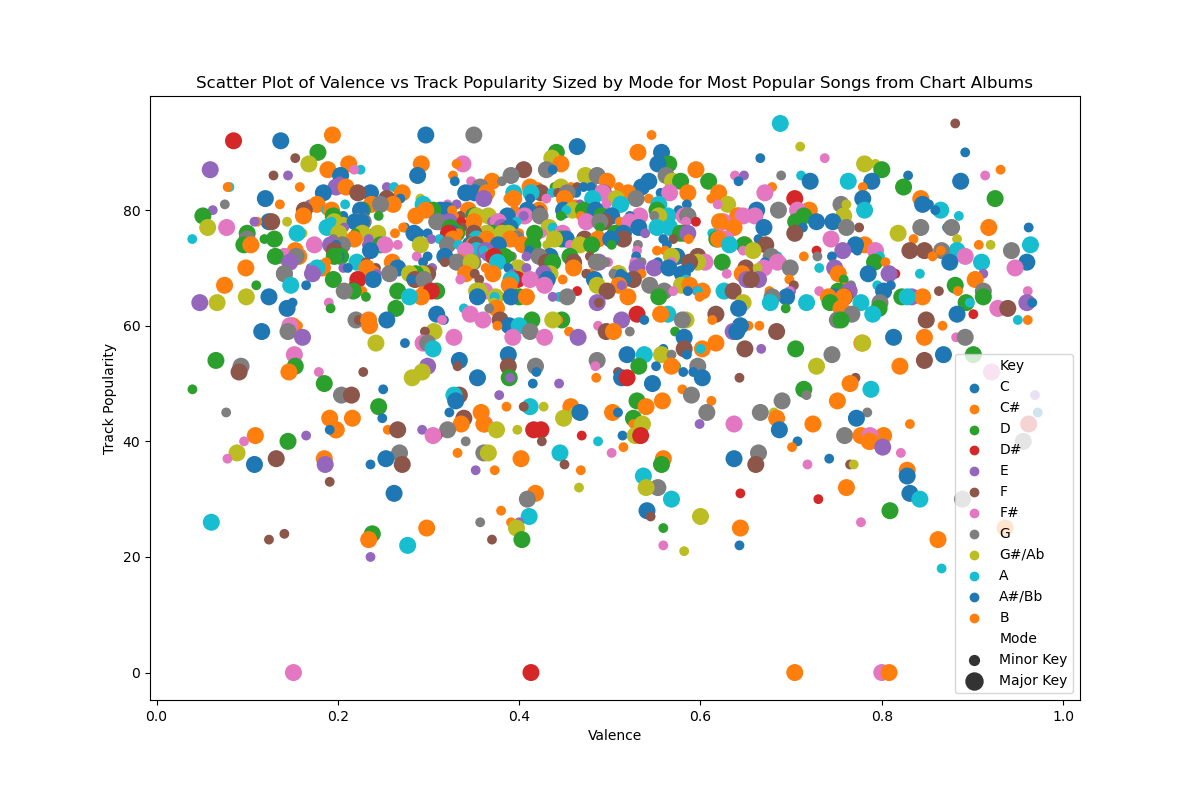 Scatter Plot of Valence vs Track Popularity Sized by Mode for Most Popular Songs from Chart Albums
Track Popularity
80
60
40
20
0
0.0 0.2 0.4 0.6 0.8 1.0
Valence
Key
C
C#
D
D#
E
F
F#
G
G#/Ab
A
A#/Bb
B
Mode
Minor Key
Major Key